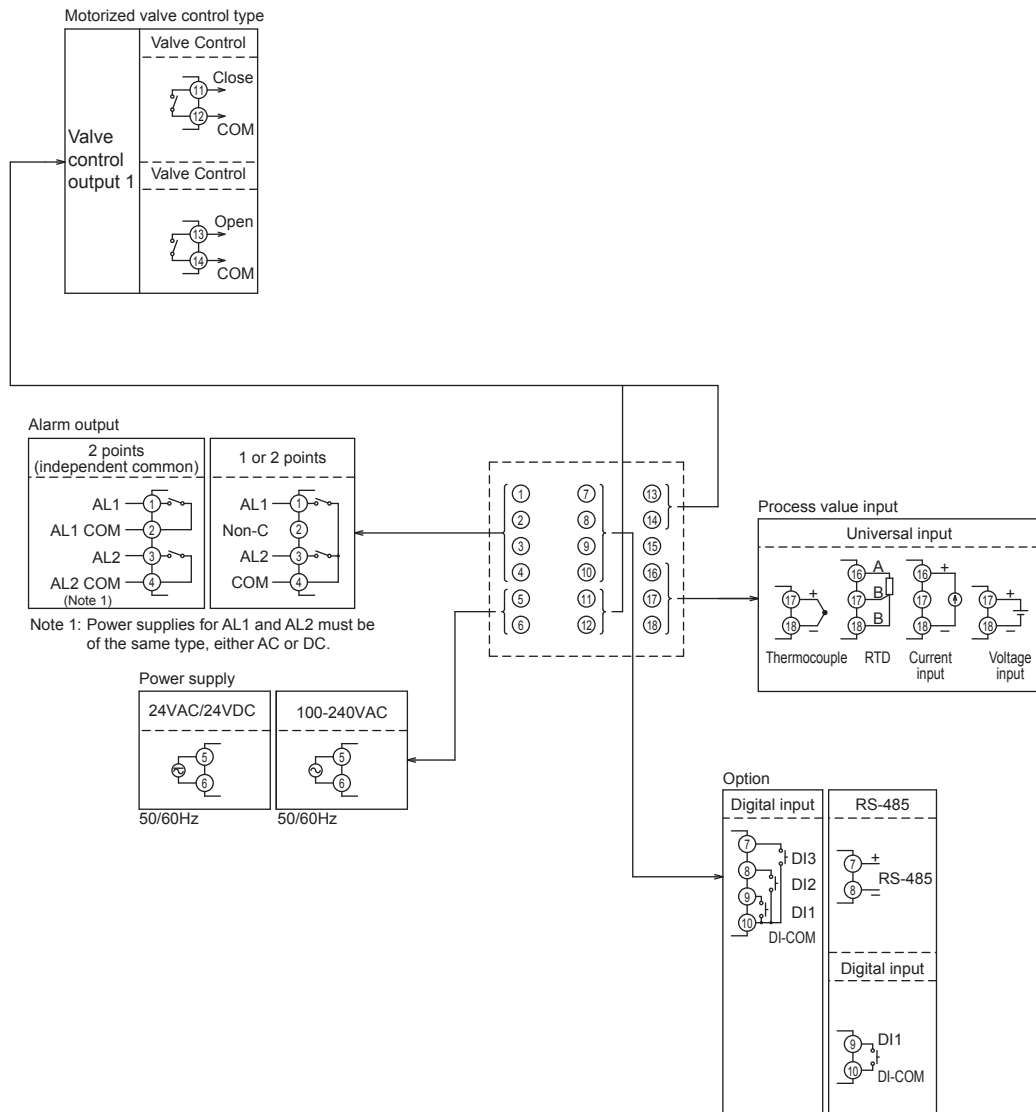 Motorized valve control type
Valve Control
Close
11
12
COM
Valve
control
output 1
Valve Control
Open
13
14
COM
Alarm output
2 points
(independent common)
AL1
1
AL1 COM
2
AL2
3
AL2 COM
4
(Note 1)
1 or 2 points
AL1
1
Non-C
2
AL2
3
COM
4
Note 1: Power supplies for AL1 and AL2 must be
of the same type, either AC or DC.
1 7 13
2 8 14
3 9 15
4 10 16
5 11 17
6 12 18
Process value input
Universal input
17 +
18 −
Thermocouple
16 A
17 B
18 B
RTD
16 +
17
18 −
Current
input
17 +
18 −
Voltage
input
Power supply
24VAC/24VDC
5
6
50/60Hz
100-240VAC
5
6
50/60Hz
Option
Digital input
7
DI3
8
DI2
9
DI1
10
DI-COM
RS-485
7 +
RS-485
8 −
Digital input
9 DI1
10 DI-COM